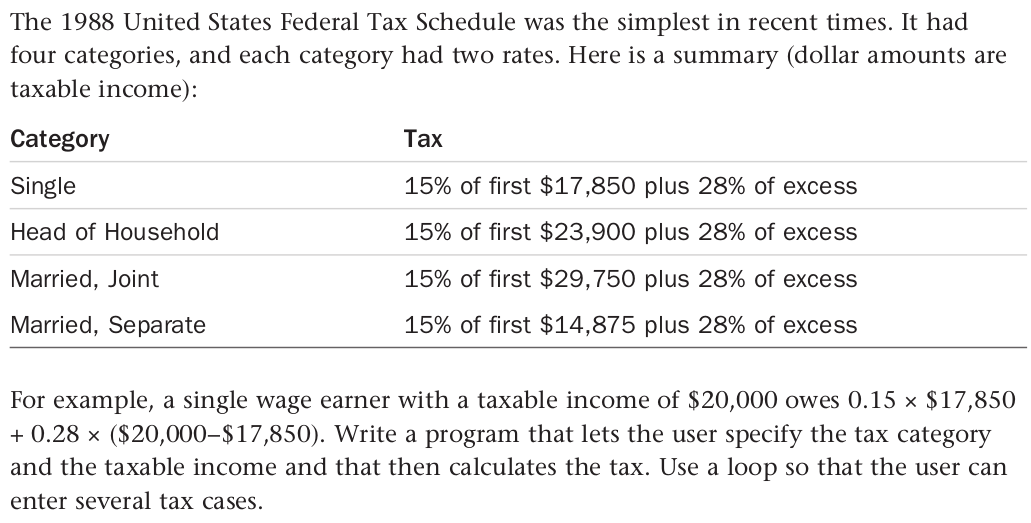 The 1988 United States Federal Tax Schedule was the simplest in recent times. It had
four categories, and each category had two rates. Here is a summary (dollar amounts are
taxable income):
Category Tax
Single 15% of first $17,850 plus 28% of excess
Head of Household 15% of first $23,900 plus 28% of excess
Married, Joint 15% of first $29,750 plus 28% of excess
Married, Separate 15% of first $14,875 plus 28% of excess
For example, a single wage earner with a taxable income of $20,000 owes 0.15 × $17,850
+ 0.28 × ($20,000–$17,850). Write a program that lets the user specify the tax category
and the taxable income and that then calculates the tax. Use a loop so that the user can
enter several tax cases.